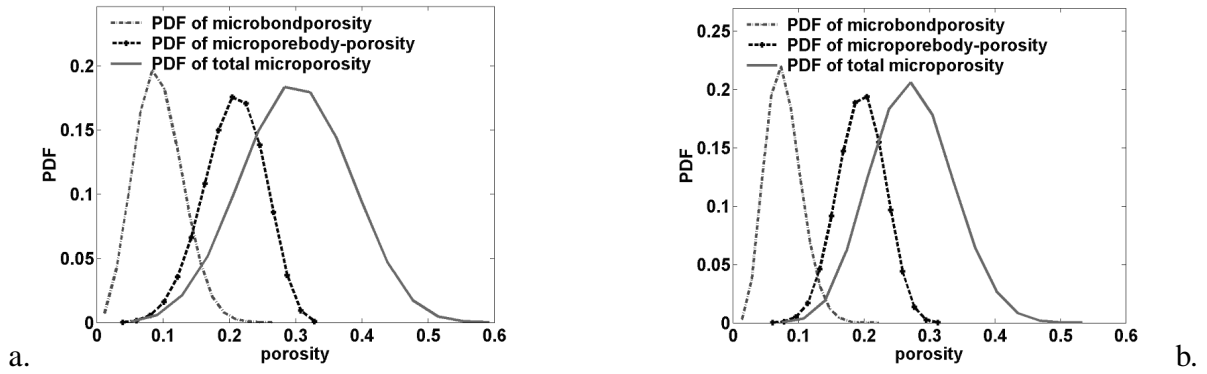 PDF of microbondporosity
PDF of microporebody-porosity
PDF of total microporosity
0.2
0.15
0.1
0.05
0
PDF
0 0.1 0.2 0.3 0.4 0.5 0.6
porosity
a.
PDF of microbondporosity
PDF of microporebody-porosity
PDF of total microporosity
0.25
0.2
0.15
0.1
0.05
0
PDF
0 0.1 0.2 0.3 0.4 0.5 0.6
porosity
b.